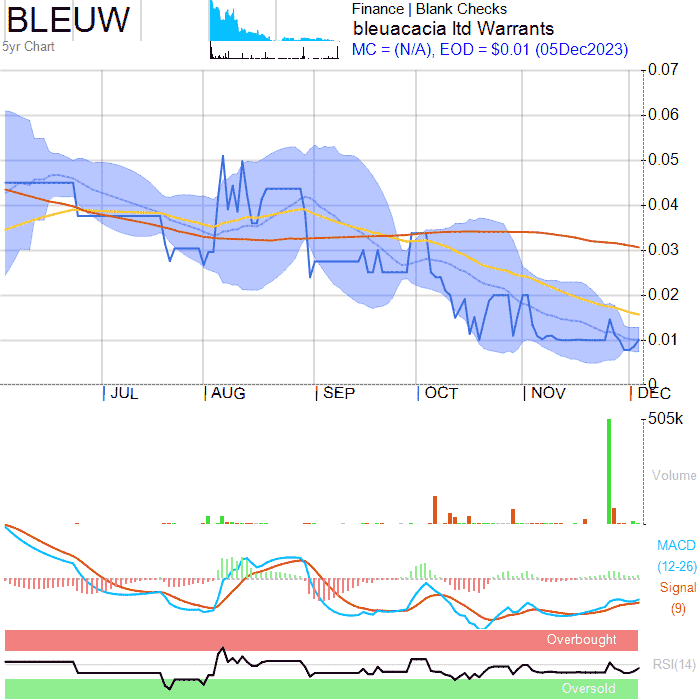 BLEUW
5yr Chart
Finance | Blank Checks
bleuacacia ltd Warrants
MC = (N/A), EOD = $0.01 (05Dec2023)
0.07
0.06
0.05
0.04
0.03
0.02
0.01
0
JUL AUG SEP OCT NOV DEC
505k
Volume
MACD
(12-26)
Signal
(9)
Overbought
RSI(14)
Oversold